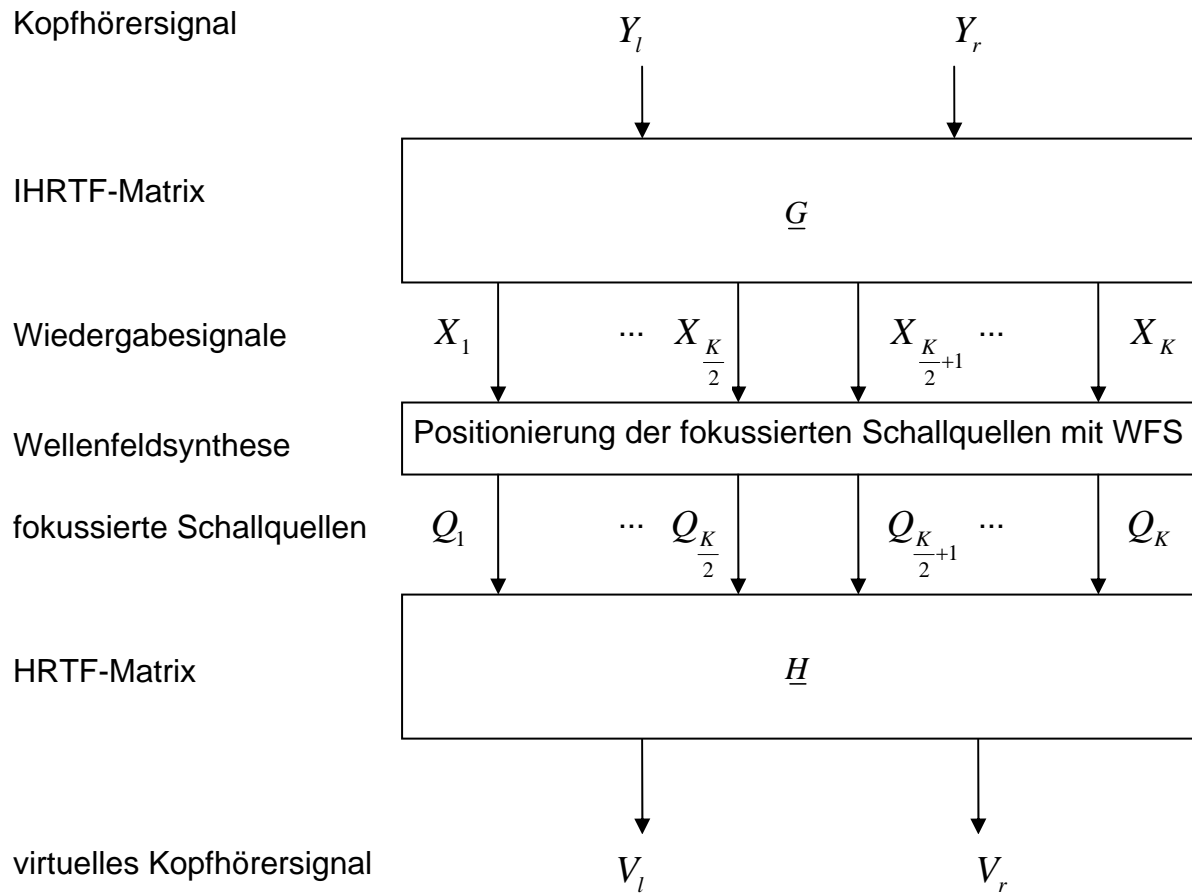 Kopfhörersignal Y_l Y_r
IHRTF-Matrix G
Wiedergabesignale X_1 ... X_{K/2} X_{K/2+1} ... X_K
Wellenfeldsynthese Positionierung der fokussierten Schallquellen mit WFS
fokussierte Schallquellen Q_1 ... Q_{K/2} Q_{K/2+1} ... Q_K
HRTF-Matrix H
virtuelles Kopfhörersignal V_l V_r